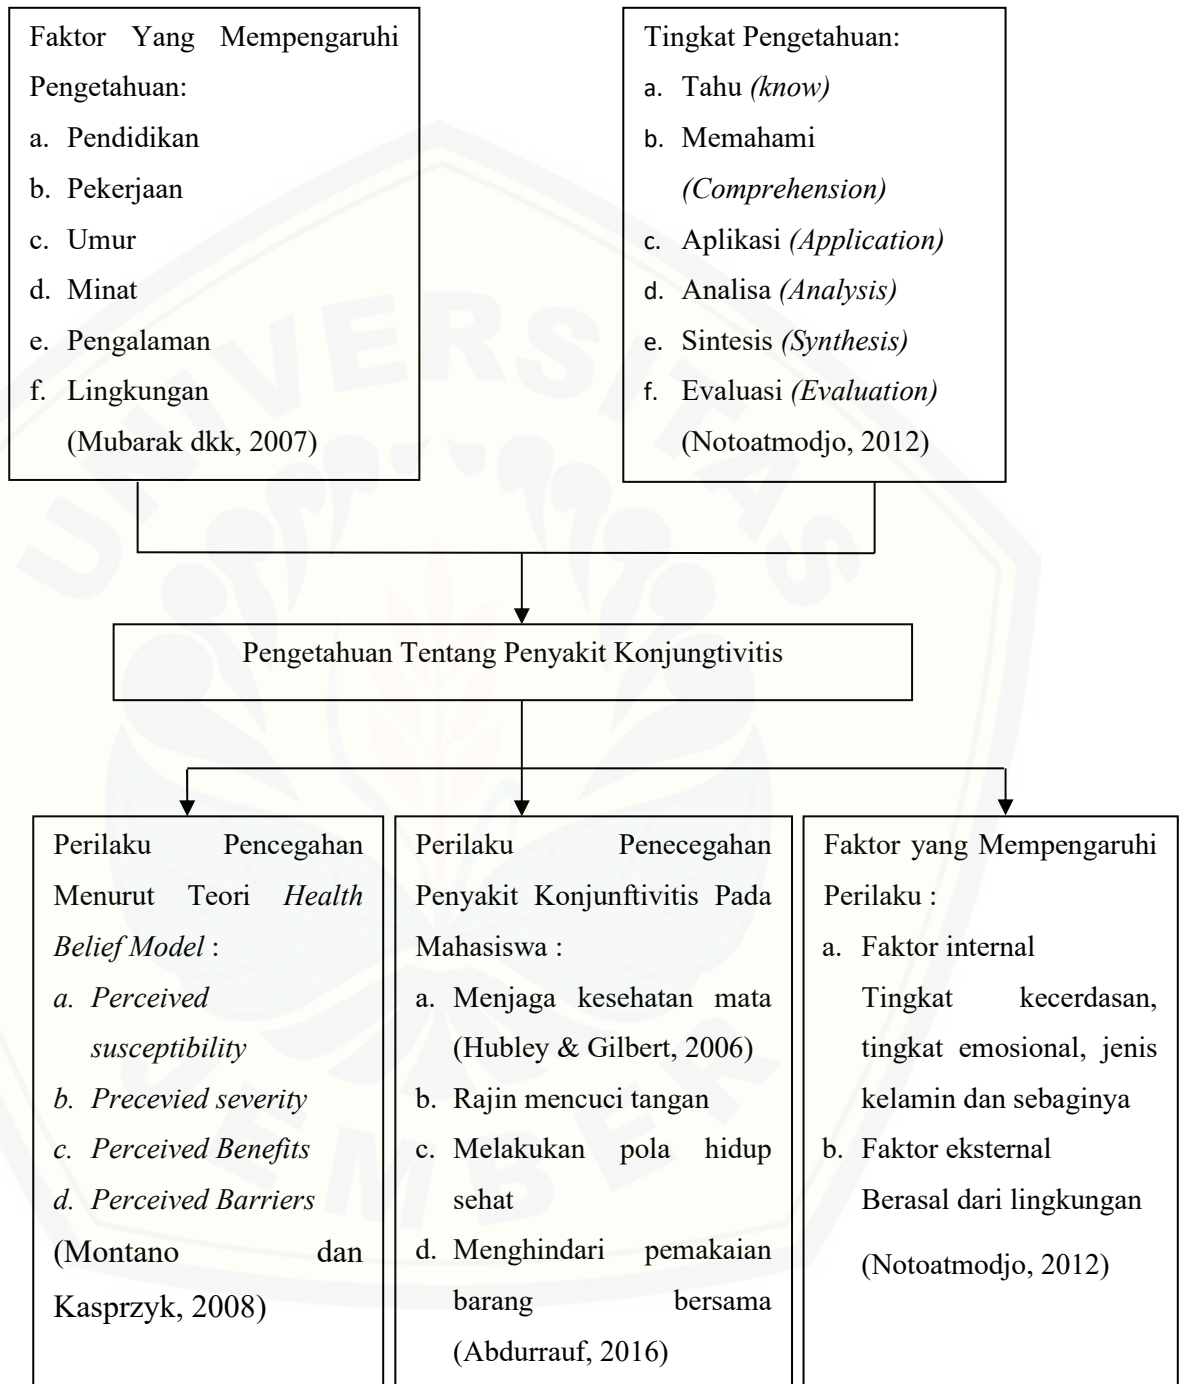 Faktor Yang Mempengaruhi
Pengetahuan:
a. Pendidikan
b. Pekerjaan
c. Umur
d. Minat
e. Pengalaman
f. Lingkungan
(Mubarak dkk, 2007)
Tingkat Pengetahuan:
a. Tahu (know)
b. Memahami
(Comprehension)
c. Aplikasi (Application)
d. Analisa (Analysis)
e. Sintesis (Synthesis)
f. Evaluasi (Evaluation)
(Notoatmodjo, 2012)
Pengetahuan Tentang Penyakit Konjungtivitis
Perilaku Pencegahan
Menurut Teori Health
Belief Model :
a. Perceived
susceptibility
b. Precevied severity
c. Perceived Benefits
d. Perceived Barriers
(Montano dan
Kasprzyk, 2008)
Perilaku Penecegahan
Penyakit Konjunftivitis Pada
Mahasiswa :
a. Menjaga kesehatan mata
(Hubley & Gilbert, 2006)
b. Rajin mencuci tangan
c. Melakukan pola hidup
sehat
d. Menghindari pemakaian
barang bersama
(Abdurrauf, 2016)
Faktor yang Mempengaruhi
Perilaku :
a. Faktor internal
Tingkat kecerdasan,
tingkat emosional, jenis
kelamin dan sebaginya
b. Faktor eksternal
Berasal dari lingkungan
(Notoatmodjo, 2012)
UNIVERSITAS
JEMBER